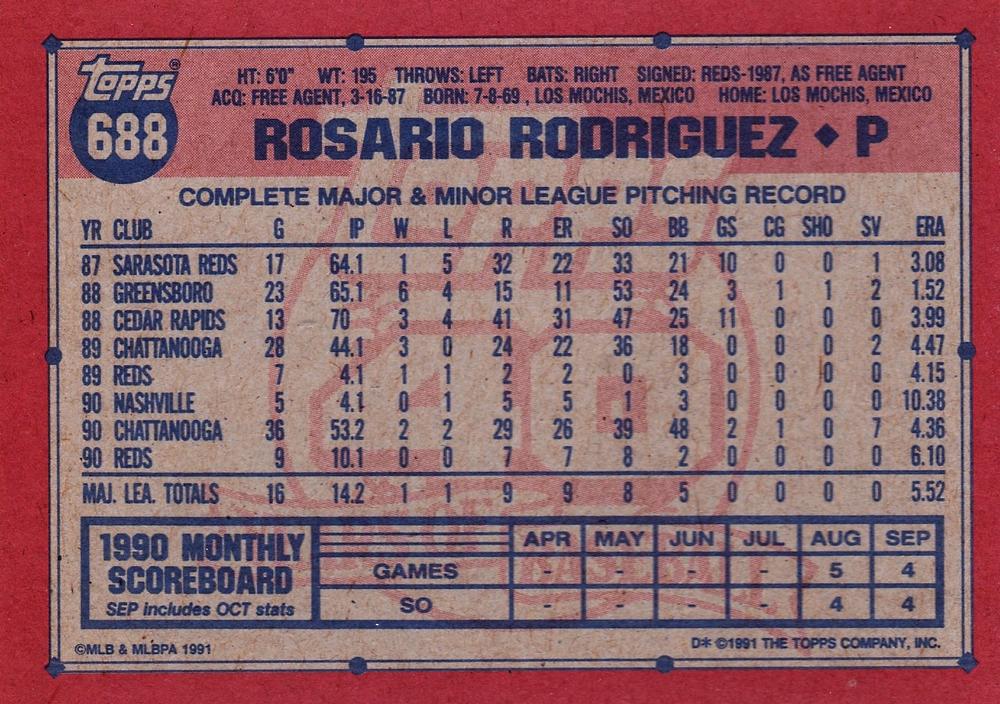 TOPPS®
688
HT: 6'0" WT: 195 THROWS: LEFT BATS: RIGHT SIGNED: REDS-1987, AS FREE AGENT
ACQ: FREE AGENT, 3-16-87 BORN: 7-8-69 , LOS MOCHIS, MEXICO HOME: LOS MOCHIS, MEXICO
ROSARIO RODRIGUEZ ♦ P
COMPLETE MAJOR & MINOR LEAGUE PITCHING RECORD
YR CLUB G IP W L R ER SO BB GS CG SHO SV ERA
87 SARASOTA REDS 17 64.1 1 5 32 22 33 21 10 0 0 1 3.08
88 GREENSBORO 23 65.1 6 4 15 11 53 24 3 1 1 2 1.52
88 CEDAR RAPIDS 13 70 3 4 41 31 47 25 11 0 0 0 3.99
89 CHATTANOOGA 28 44.1 3 0 24 22 36 18 0 0 0 2 4.47
89 REDS 7 4.1 1 1 2 2 0 3 0 0 0 0 4.15
90 NASHVILLE 5 4.1 0 1 5 5 1 3 0 0 0 0 10.38
90 CHATTANOOGA 36 53.2 2 2 29 26 39 48 2 1 0 7 4.36
90 REDS 9 10.1 0 0 7 7 8 2 0 0 0 0 6.10
MAJ. LEA. TOTALS 16 14.2 1 1 9 9 8 5 0 0 0 0 5.52
1990 MONTHLY SCOREBOARD
SEP includes OCT stats
APR MAY JUN JUL AUG SEP
GAMES - - - - 5 4
SO - - - - 4 4
©MLB & MLBPA 1991
D* ©1991 THE TOPPS COMPANY, INC.